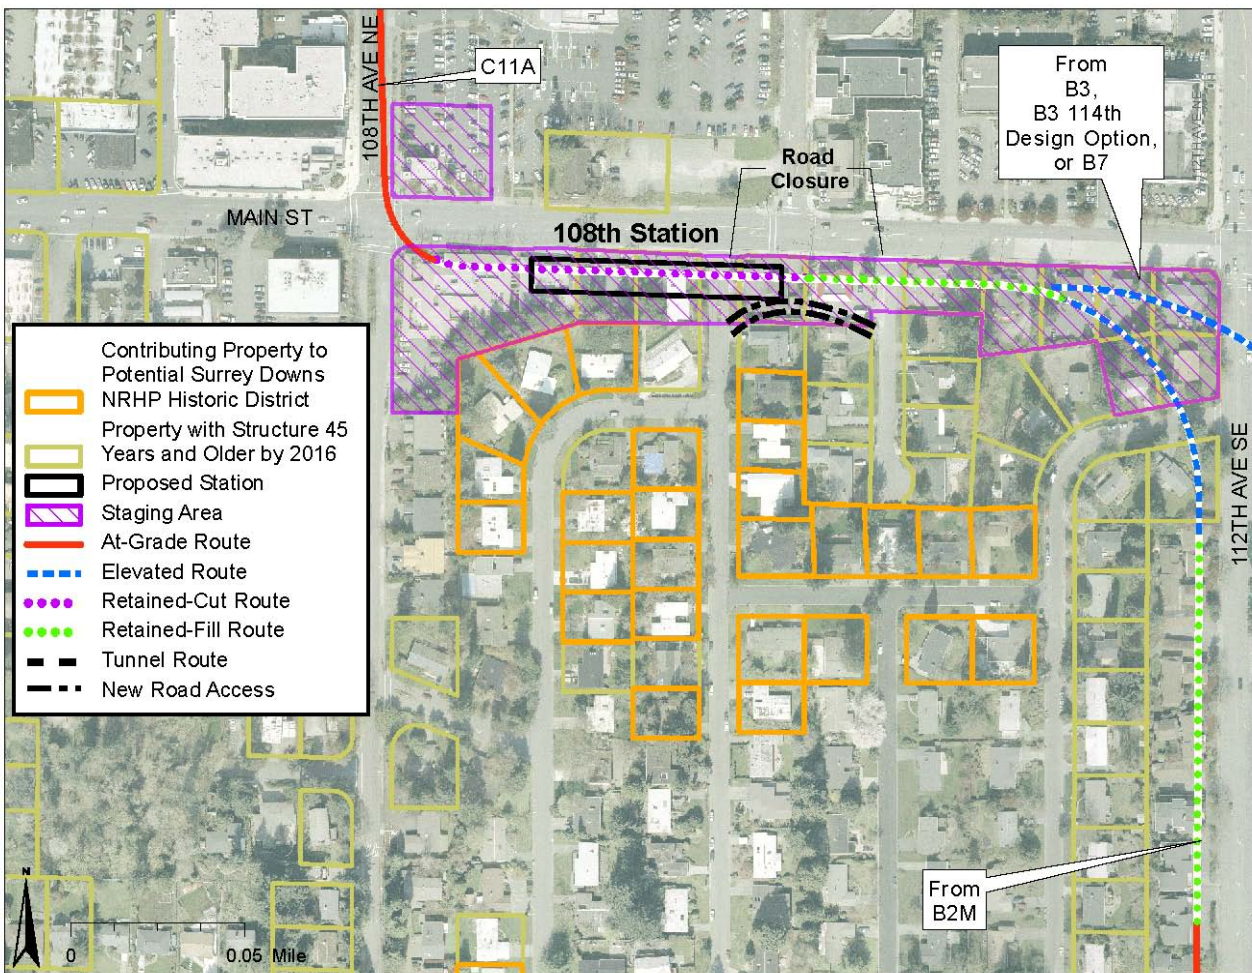 108TH AVE NE
C11A
From
B3,
B3 114th
Design Option,
or B7
112TH AVE NE
Road
Closure
MAIN ST
108th Station
Contributing Property to
Potential Surrey Downs
NRHP Historic District
Property with Structure 45
Years and Older by 2016
Proposed Station
Staging Area
At-Grade Route
Elevated Route
Retained-Cut Route
Retained-Fill Route
Tunnel Route
New Road Access
112TH AVE SE
From
B2M
N
0 0.05 Mile